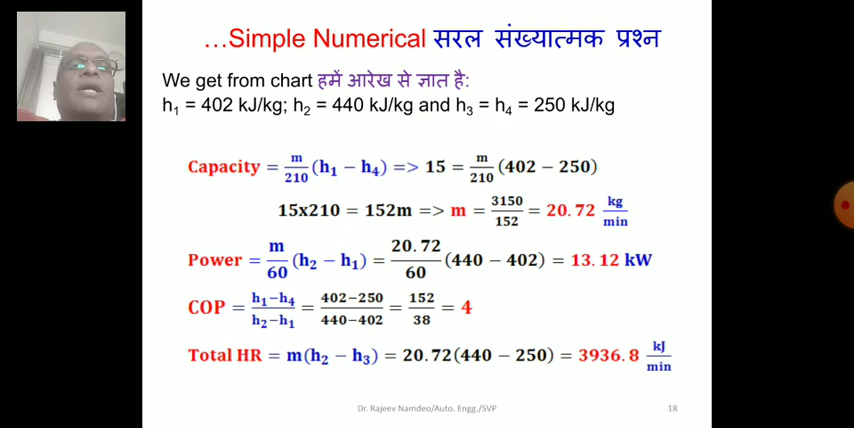 ...Simple Numerical सरल संख्यात्मक प्रश्न
We get from chart हमें आरेख से ज्ञात है:
h₁ = 402 kJ/kg; h₂ = 440 kJ/kg and h₃ = h₄ = 250 kJ/kg
Capacity = m/210 (h₁ − h₄) => 15 = m/210 (402 − 250)
15x210 = 152m => m = 3150/152 = 20.72 kg/min
Power = m/60 (h₂ − h₁) = 20.72/60 (440 − 402) = 13.12 kW
COP = h₁−h₄/h₂−h₁ = 402−250/440−402 = 152/38 = 4
Total HR = m(h₂ − h₃) = 20.72(440 − 250) = 3936.8 kJ/min
Dr. Rajeev Namdeo/Auto. Engg./SVP 18